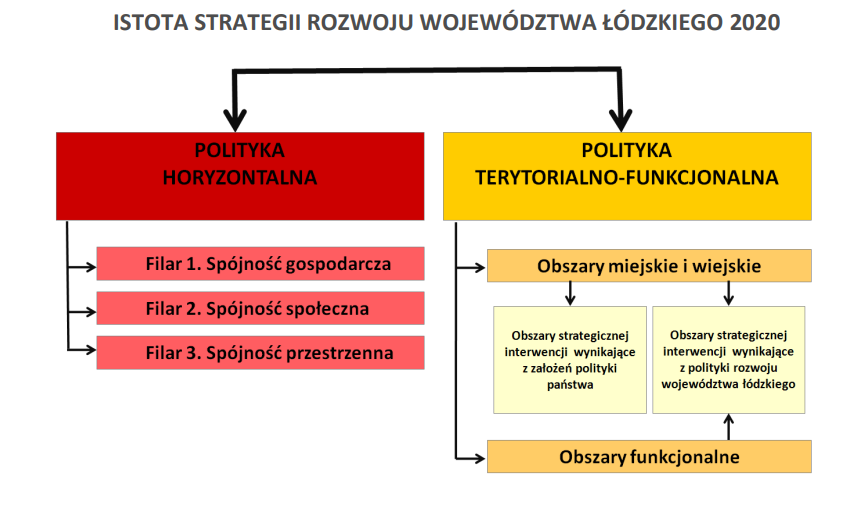 ISTOTA STRATEGII ROZWOJU WOJEWÓDZTWA ŁÓDZKIEGO 2020
POLITYKA
HORYZONTALNA
Filar 1. Spójność gospodarcza
Filar 2. Spójność społeczna
Filar 3. Spójność przestrzenna
POLITYKA
TERYTORIALNO-FUNKCJONALNA
Obszary miejskie i wiejskie
Obszary strategicznej
interwencji wynikające
z założeń polityki
państwa
Obszary strategicznej
interwencji wynikające
z polityki rozwoju
województwa łódzkiego
Obszary funkcjonalne